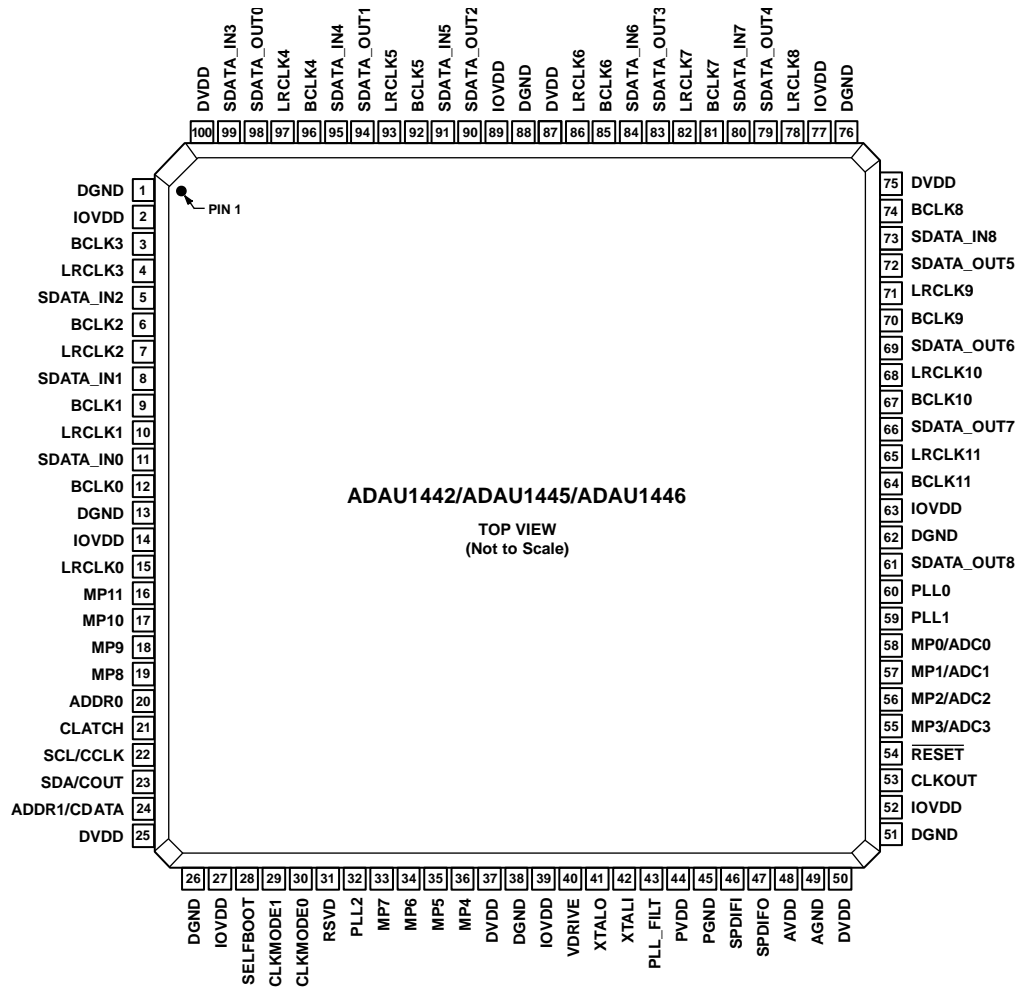 DVDD
SDATA_IN3
SDATA_OUT0
LRCLK4
BCLK4
SDATA_IN4
SDATA_OUT1
LRCLK5
BCLK5
SDATA_IN5
SDATA_OUT2
IOVDD
DGND
DVDD
LRCLK6
BCLK6
SDATA_IN6
SDATA_OUT3
LRCLK7
BCLK7
SDATA_IN7
SDATA_OUT4
LRCLK8
IOVDD
DGND
100 99 98 97 96 95 94 93 92 91 90 89 88 87 86 85 84 83 82 81 80 79 78 77 76
DGND 1
IOVDD 2
BCLK3 3
LRCLK3 4
SDATA_IN2 5
BCLK2 6
LRCLK2 7
SDATA_IN1 8
BCLK1 9
LRCLK1 10
SDATA_IN0 11
BCLK0 12
DGND 13
IOVDD 14
LRCLK0 15
MP11 16
MP10 17
MP9 18
MP8 19
ADDR0 20
CLATCH 21
SCL/CCLK 22
SDA/COUT 23
ADDR1/CDATA 24
DVDD 25
PIN 1
ADAU1442/ADAU1445/ADAU1446
TOP VIEW
(Not to Scale)
75 DVDD
74 BCLK8
73 SDATA_IN8
72 SDATA_OUT5
71 LRCLK9
70 BCLK9
69 SDATA_OUT6
68 LRCLK10
67 BCLK10
66 SDATA_OUT7
65 LRCLK11
64 BCLK11
63 IOVDD
62 DGND
61 SDATA_OUT8
60 PLL0
59 PLL1
58 MP0/ADC0
57 MP1/ADC1
56 MP2/ADC2
55 MP3/ADC3
54 RESET
53 CLKOUT
52 IOVDD
51 DGND
26 27 28 29 30 31 32 33 34 35 36 37 38 39 40 41 42 43 44 45 46 47 48 49 50
DGND
IOVDD
SELFBOOT
CLKMODE1
CLKMODE0
RSVD
PLL2
MP7
MP6
MP5
MP4
DVDD
DGND
IOVDD
VDRIVE
XTALO
XTALI
PLL_FILT
PVDD
PGND
SPDIFI
SPDIFO
AVDD
AGND
DVDD